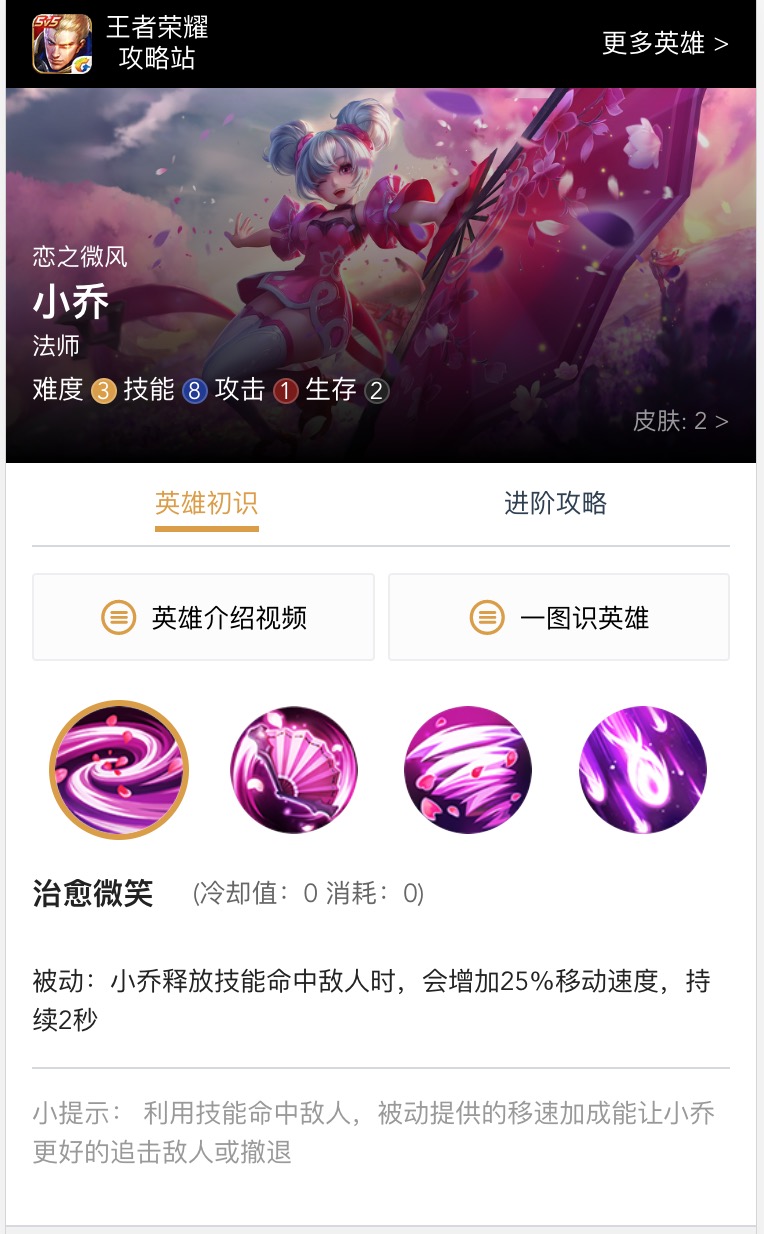 5v5
王者荣耀
攻略站
更多英雄 >
恋之微风
小乔
法师
难度 3 技能 8 攻击 1 生存 2
皮肤: 2 >
英雄初识 进阶攻略
英雄介绍视频 一图识英雄
治愈微笑 (冷却值：0 消耗：0)
被动：小乔释放技能命中敌人时，会增加25%移动速度，持
续2秒
小提示： 利用技能命中敌人，被动提供的移速加成能让小乔
更好的追击敌人或撤退